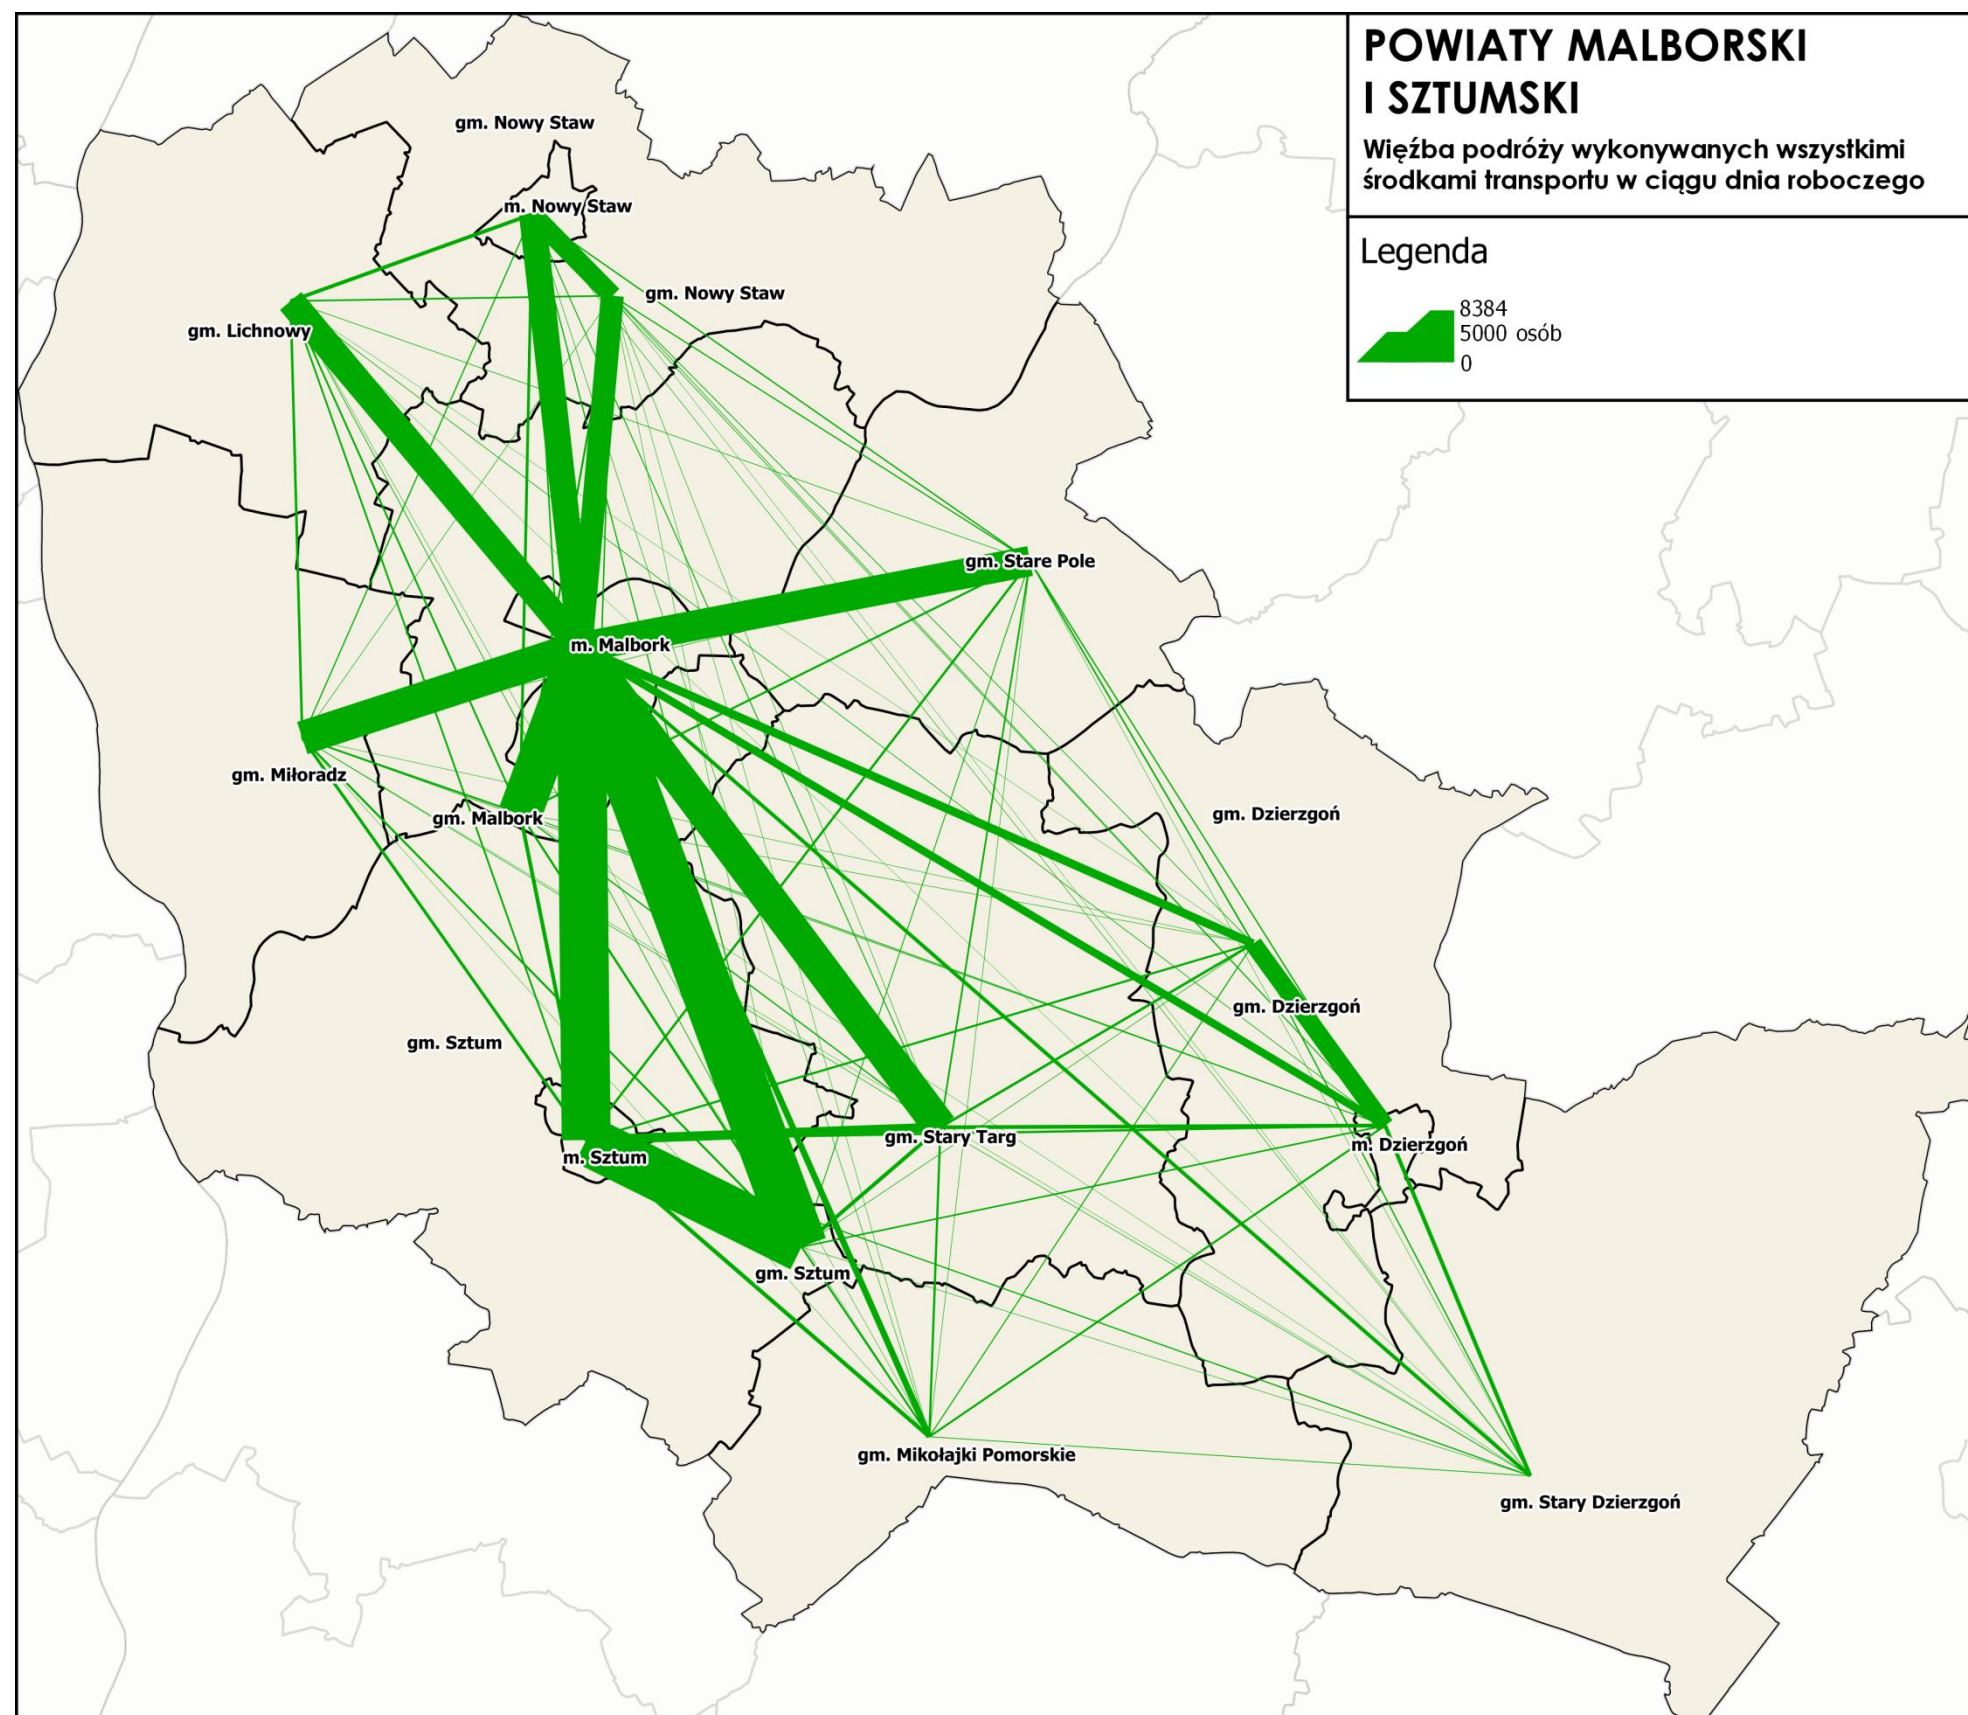 POWIATY MALBORSKI
I SZTUMSKI
Więźba podróży wykonywanych wszystkimi
środkami transportu w ciągu dnia roboczego
Legenda
8384
5000 osób
0
gm. Nowy Staw
m. Nowy Staw
gm. Nowy Staw
gm. Lichnowy
gm. Stare Pole
m. Malbork
gm. Miłoradz
gm. Malbork
gm. Dzierzgoń
gm. Dzierzgoń
gm. Sztum
gm. Stary Targ
m. Dzierzgoń
m. Sztum
gm. Sztum
gm. Mikołajki Pomorskie
gm. Stary Dzierzgoń